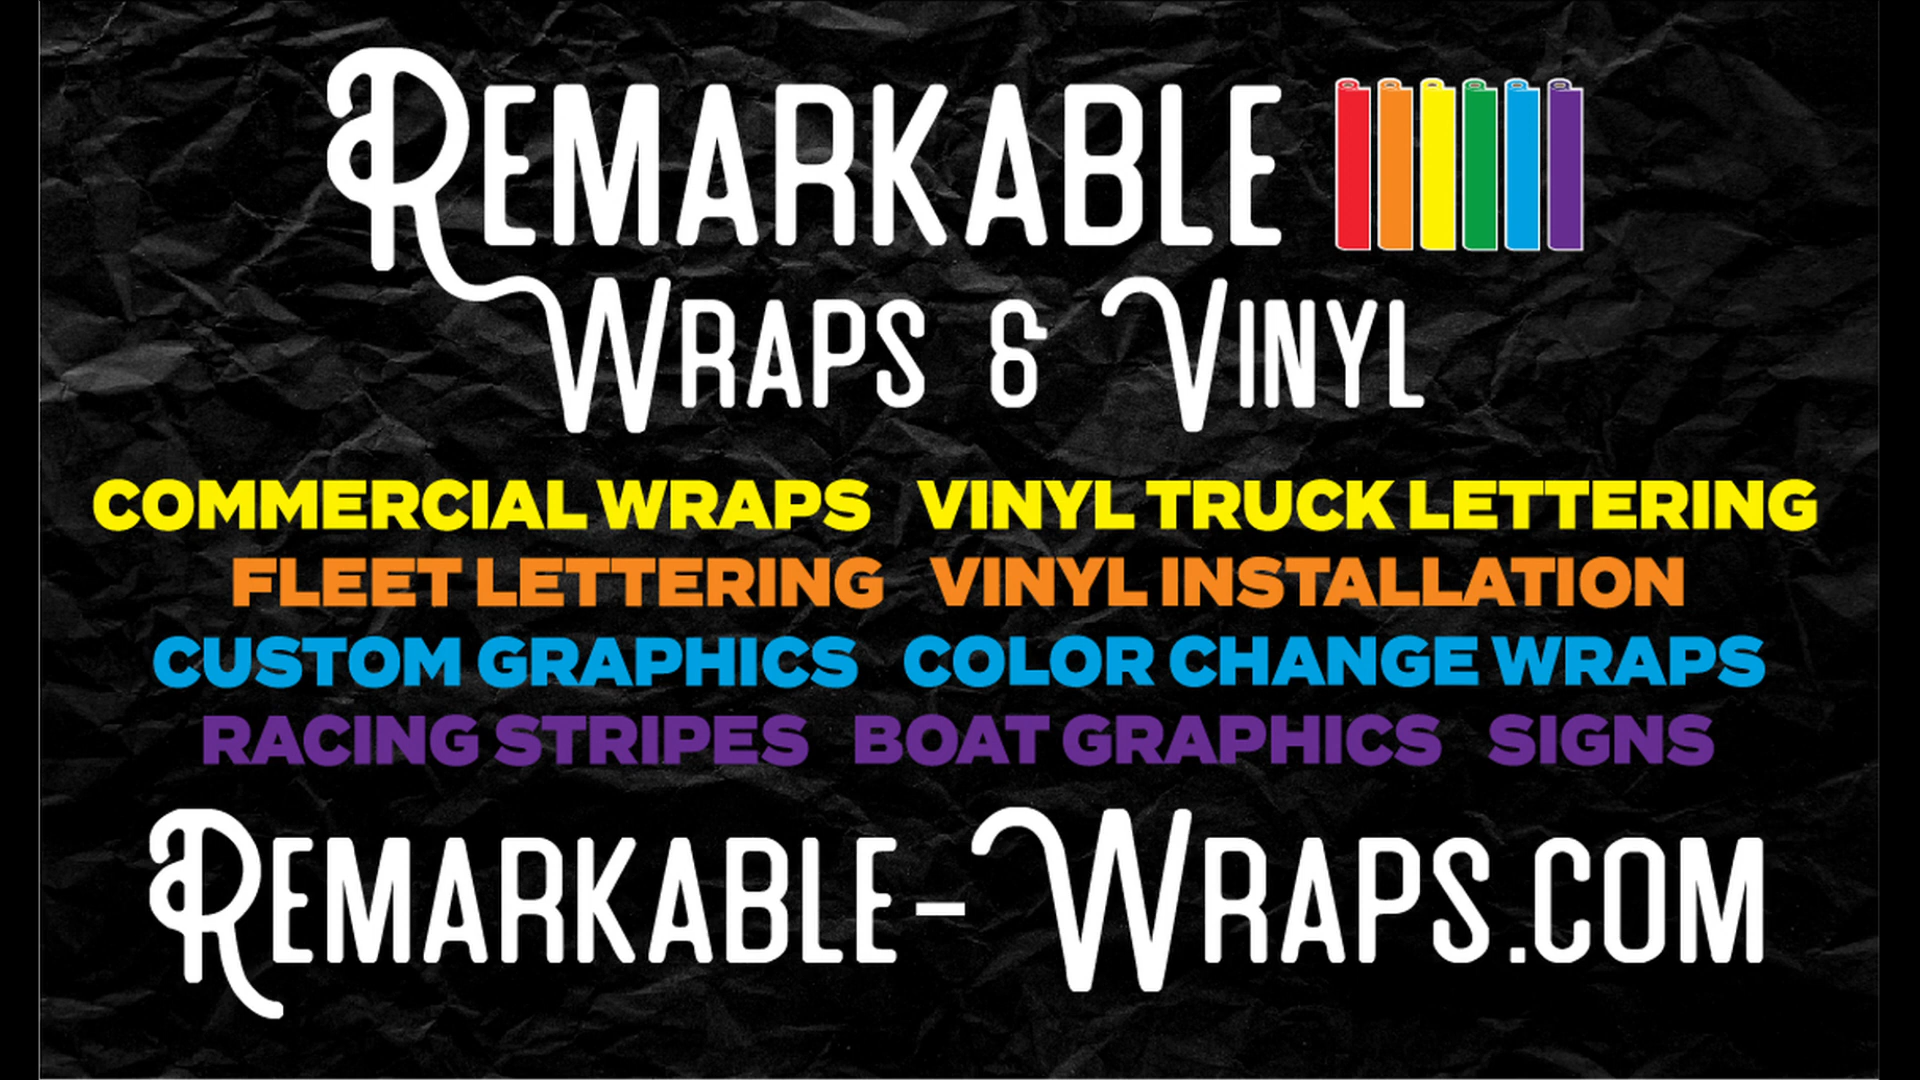 REMARKABLE
WRAPS & VINYL
COMMERCIAL WRAPS VINYL TRUCK LETTERING
FLEET LETTERING VINYL INSTALLATION
CUSTOM GRAPHICS COLOR CHANGE WRAPS
RACING STRIPES BOAT GRAPHICS SIGNS
REMARKABLE-WRAPS.COM